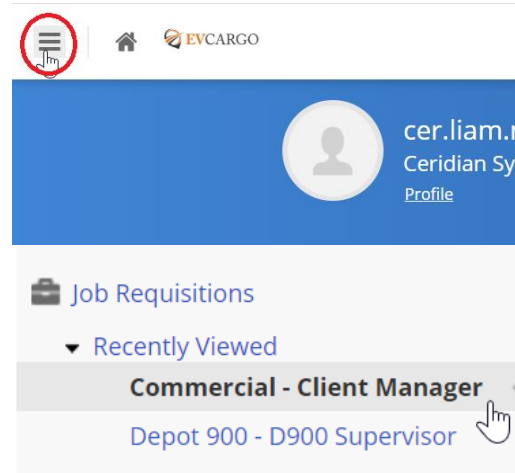 EVCARGO
cer.liam.
Ceridian Sy
Profile
Job Requisitions
Recently Viewed
Commercial - Client Manager
Depot 900 - D900 Supervisor